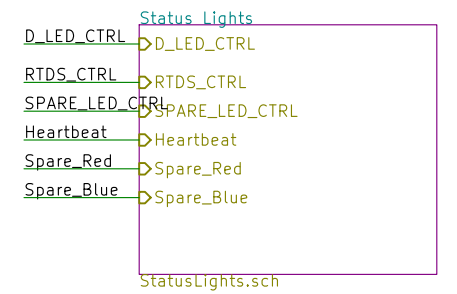 Status Lights
D_LED_CTRL D_LED_CTRL
RTDS_CTRL RTDS_CTRL
SPARE_LED_CTRL SPARE_LED_CTRL
Heartbeat Heartbeat
Spare_Red Spare_Red
Spare_Blue Spare_Blue
StatusLights.sch